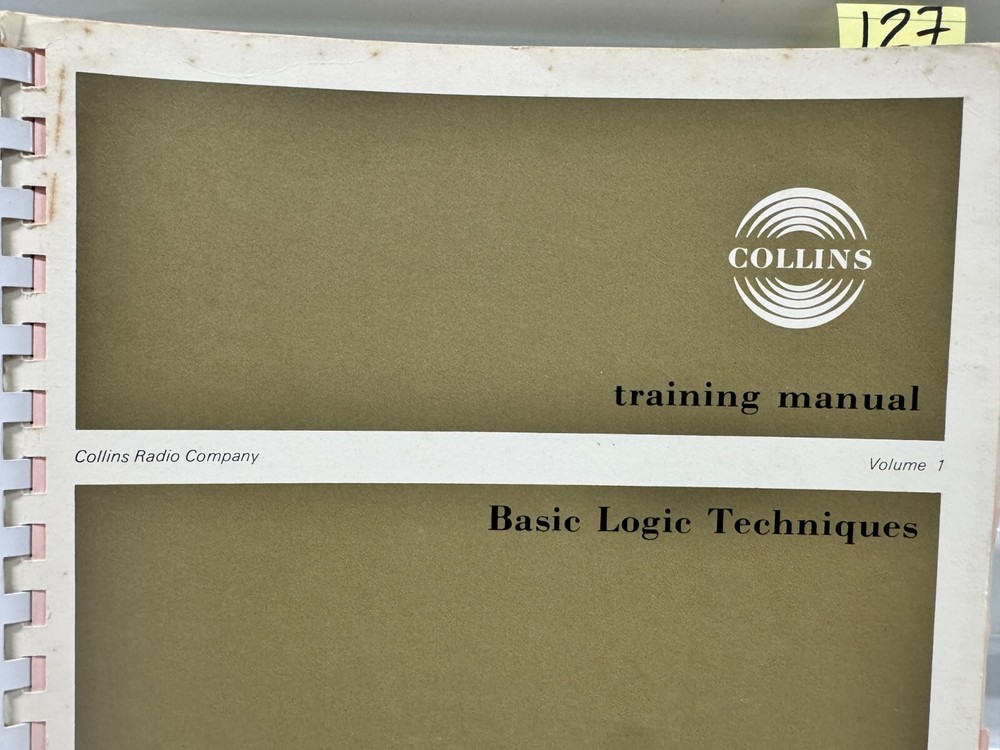 127
COLLINS
training manual
Collins Radio Company
Volume 1
Basic Logic Techniques